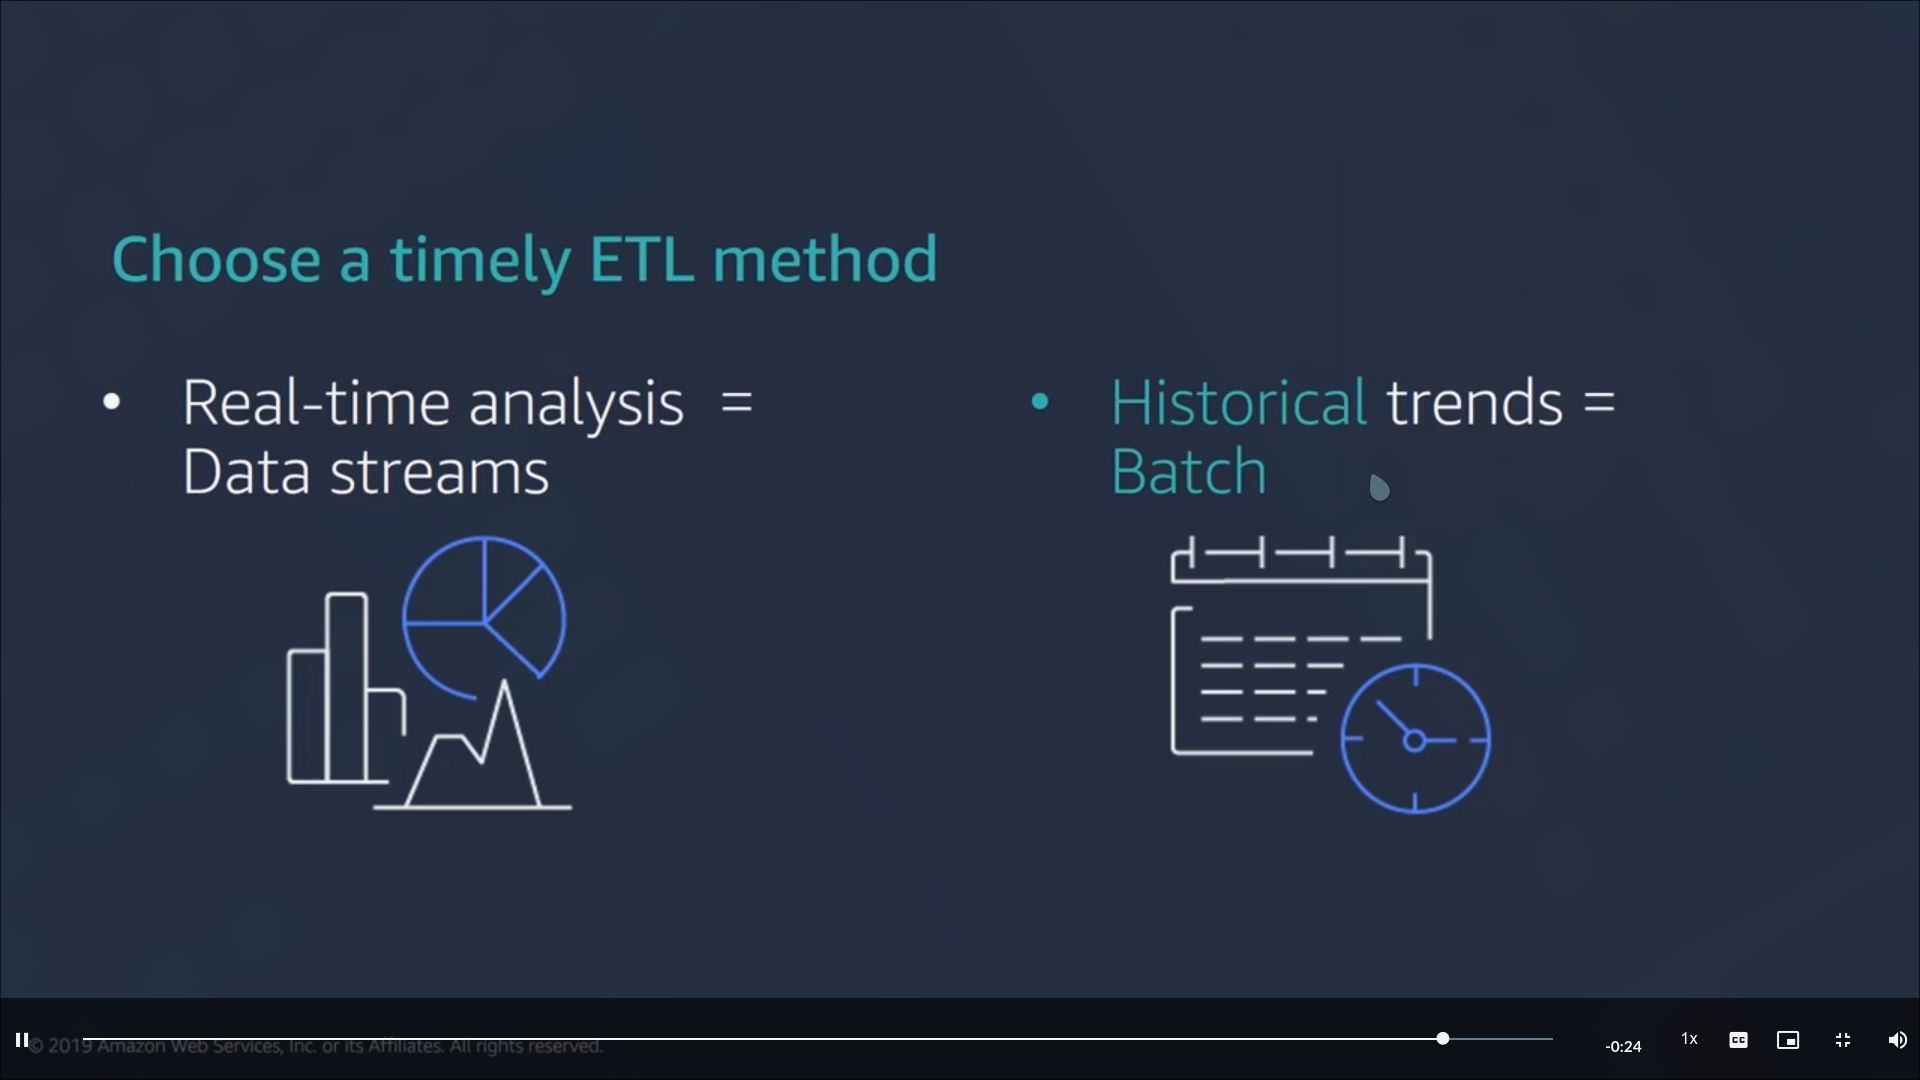 Choose a timely ETL method
• Real-time analysis =
Data streams
• Historical trends =
Batch
© 2019 Amazon Web Services, Inc. or its Affiliates. All rights reserved.
-0:24
1x
CC